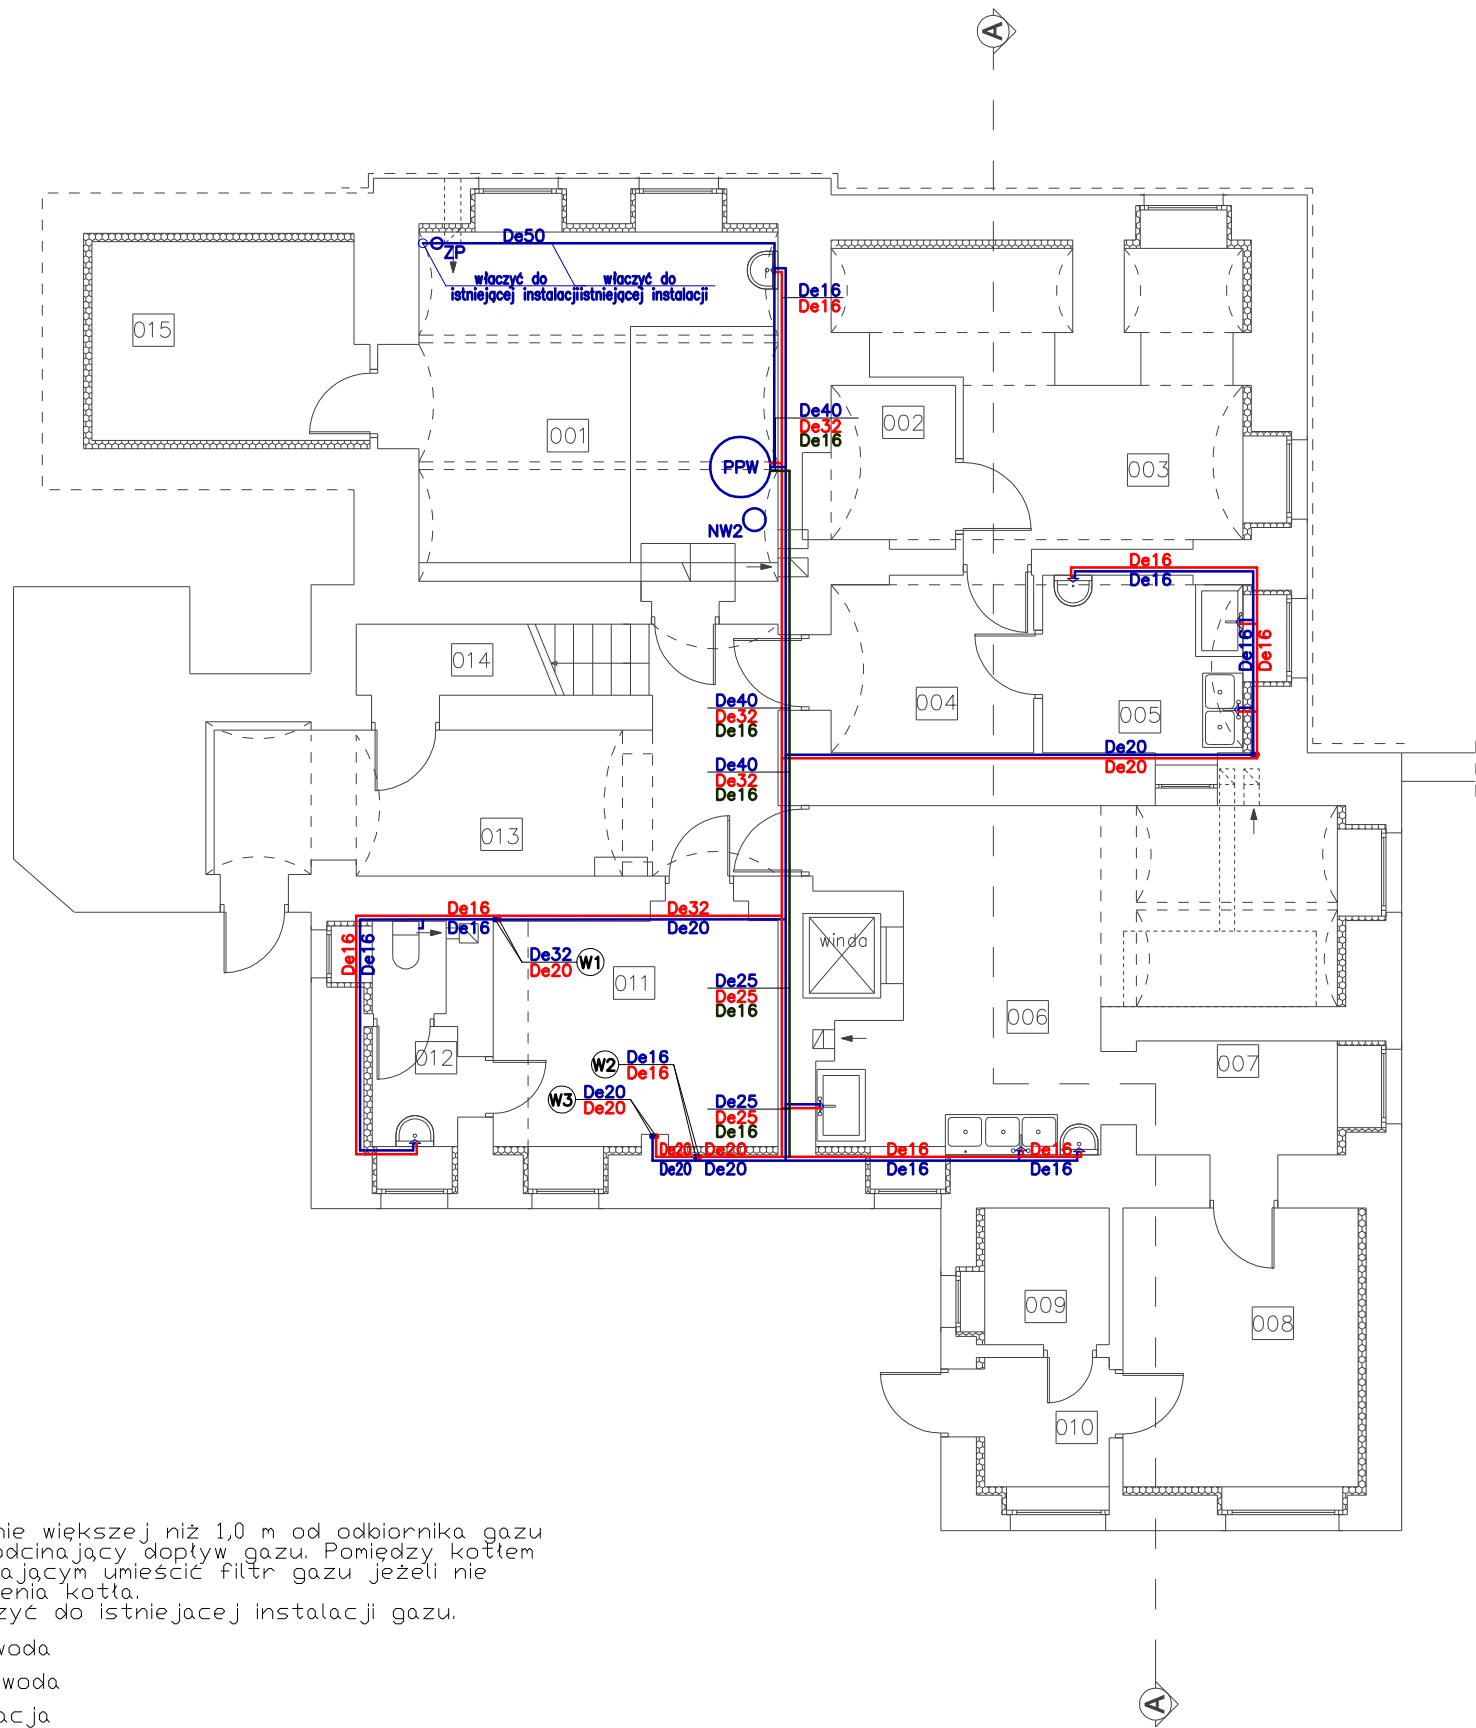 A
De50
ZP
włączyć do
istniejącej instalacji
włączyć do
istniejącej instalacji
De16
De16
015
001
De40
De32
De16
002
003
PPW
NW2
De16
De16
014
De16
De16
004
005
De40
De32
De16
De20
De20
De40
De32
De16
013
De16
De16
De32
De20
De16
De16
De32
De20
W1
winda
011
De25
De25
De16
006
012
W2
De16
De16
007
W3
De20
De20
De25
De25
De16
De20
De20
De20
De20
De16
De16
De16
De16
009
008
010
nie większej niż 1,0 m od odbiornika gazu
odcinający dopływ gazu. Pomiędzy kotłem
ającym umieścić filtr gazu jeżeli nie
enia kotła.
zyć do istniejacej instalacji gazu.
woda
woda
acja
A